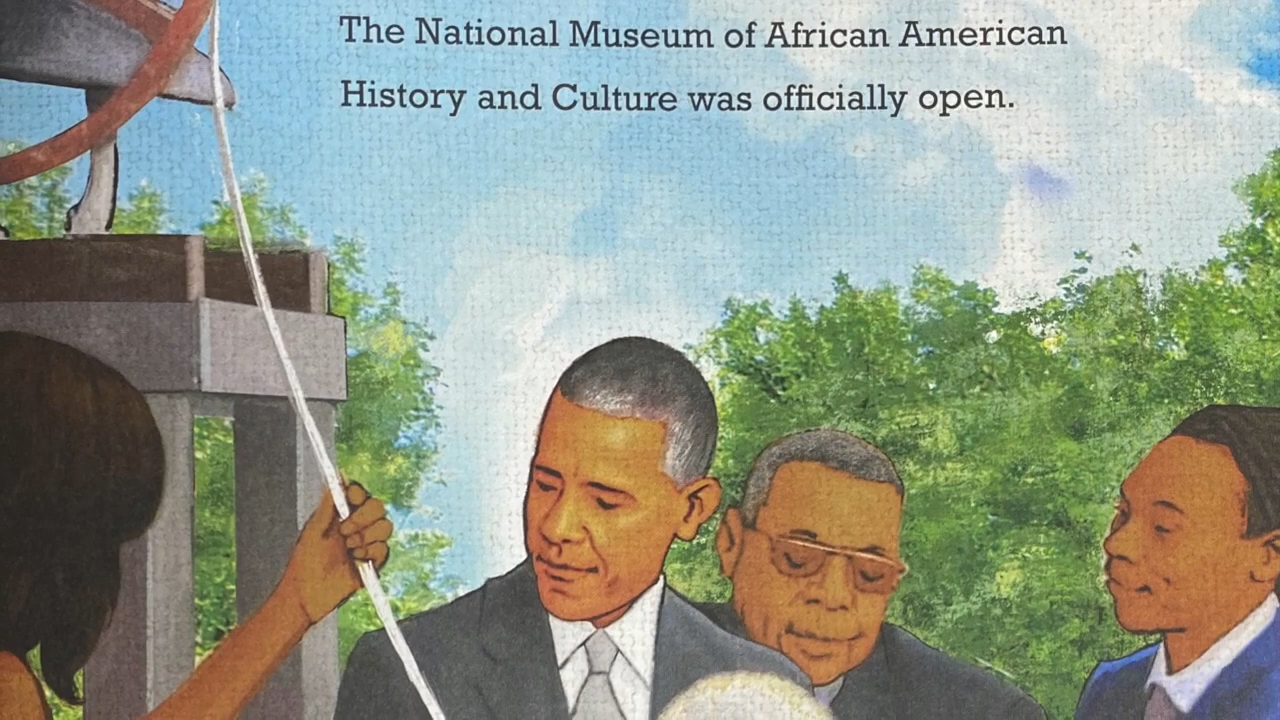 The National Museum of African American
History and Culture was officially open.